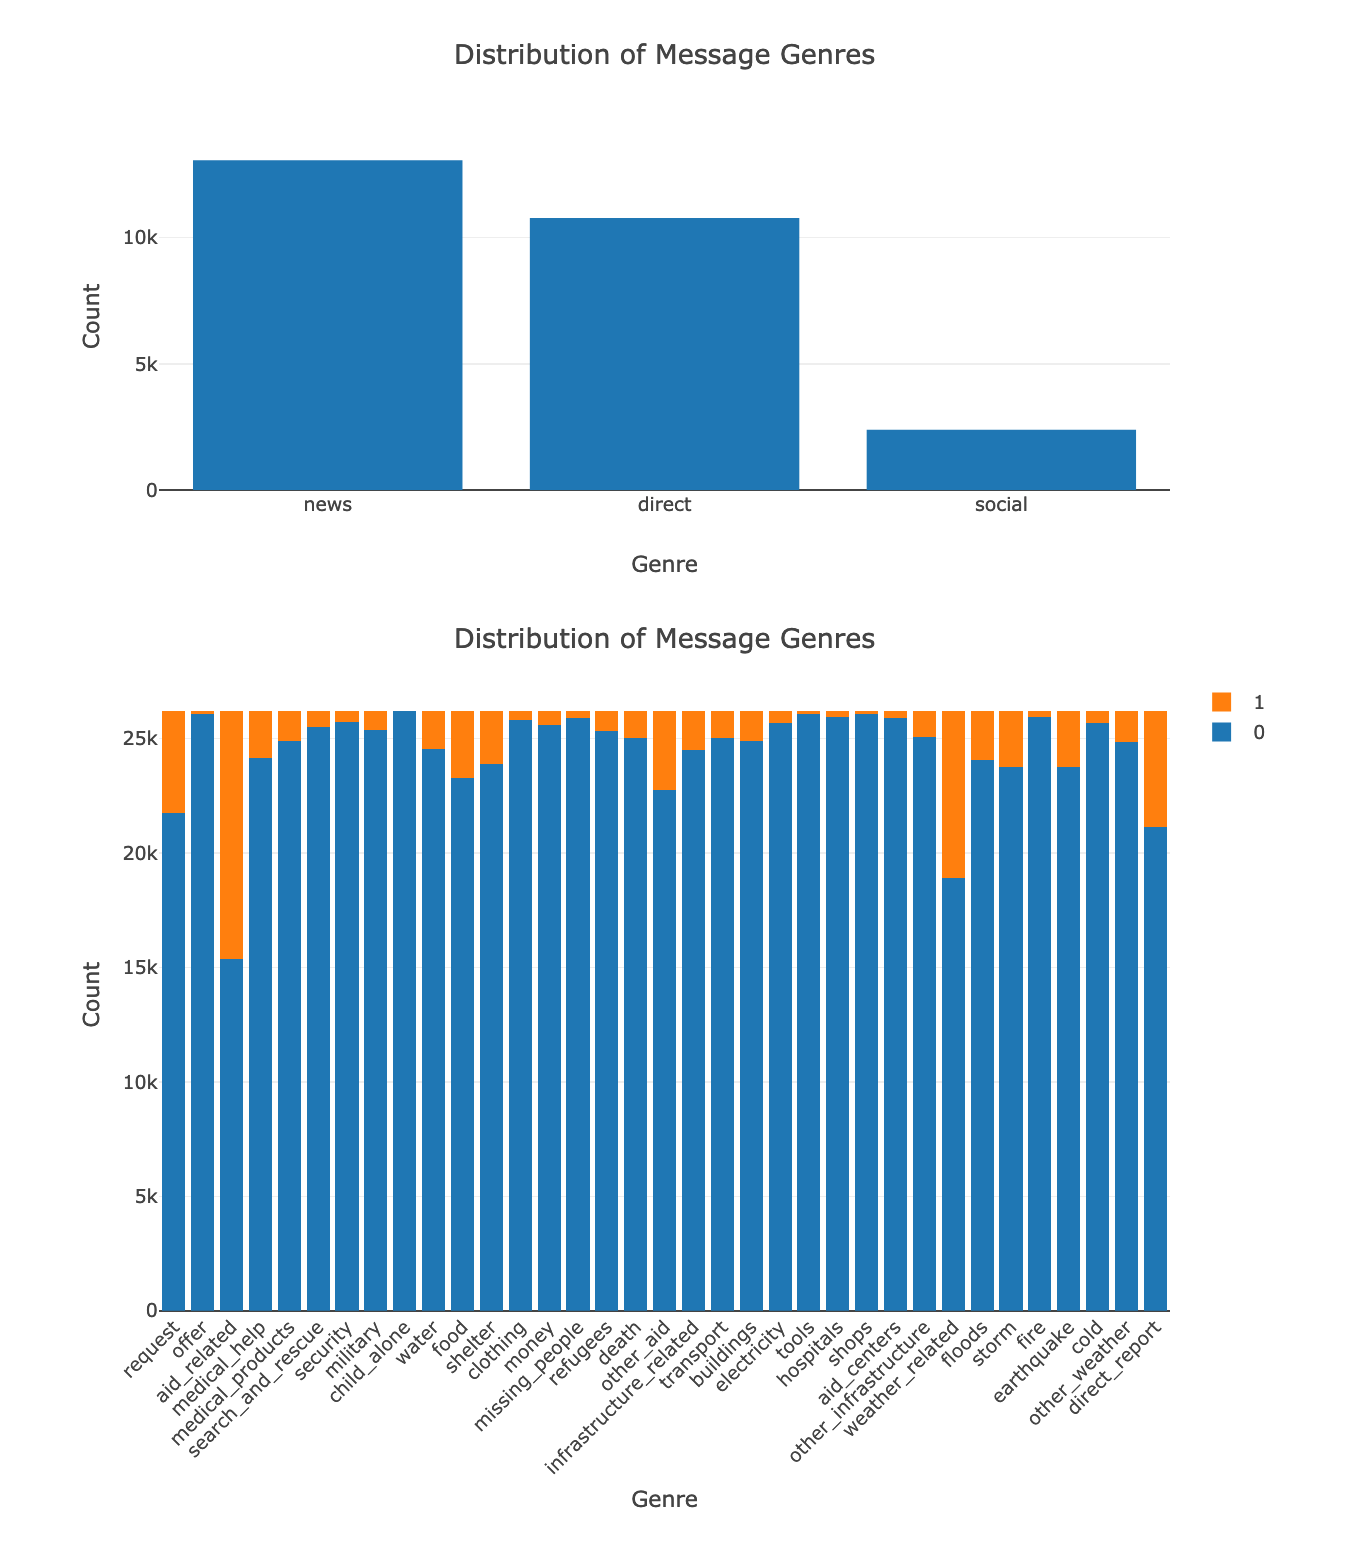 Distribution of Message Genres
10k
5k
0
Count
news
direct
social
Genre
Distribution of Message Genres
1
0
25k
20k
15k
10k
5k
0
Count
request
offer
aid_related
medical_help
medical_products
search_and_rescue
security
military
child_alone
water
food
shelter
clothing
money
missing_people
refugees
death
other_aid
infrastructure_related
transport
buildings
electricity
tools
hospitals
shops
aid_centers
other_infrastructure
weather_related
floods
storm
fire
earthquake
cold
other_weather
direct_report
Genre